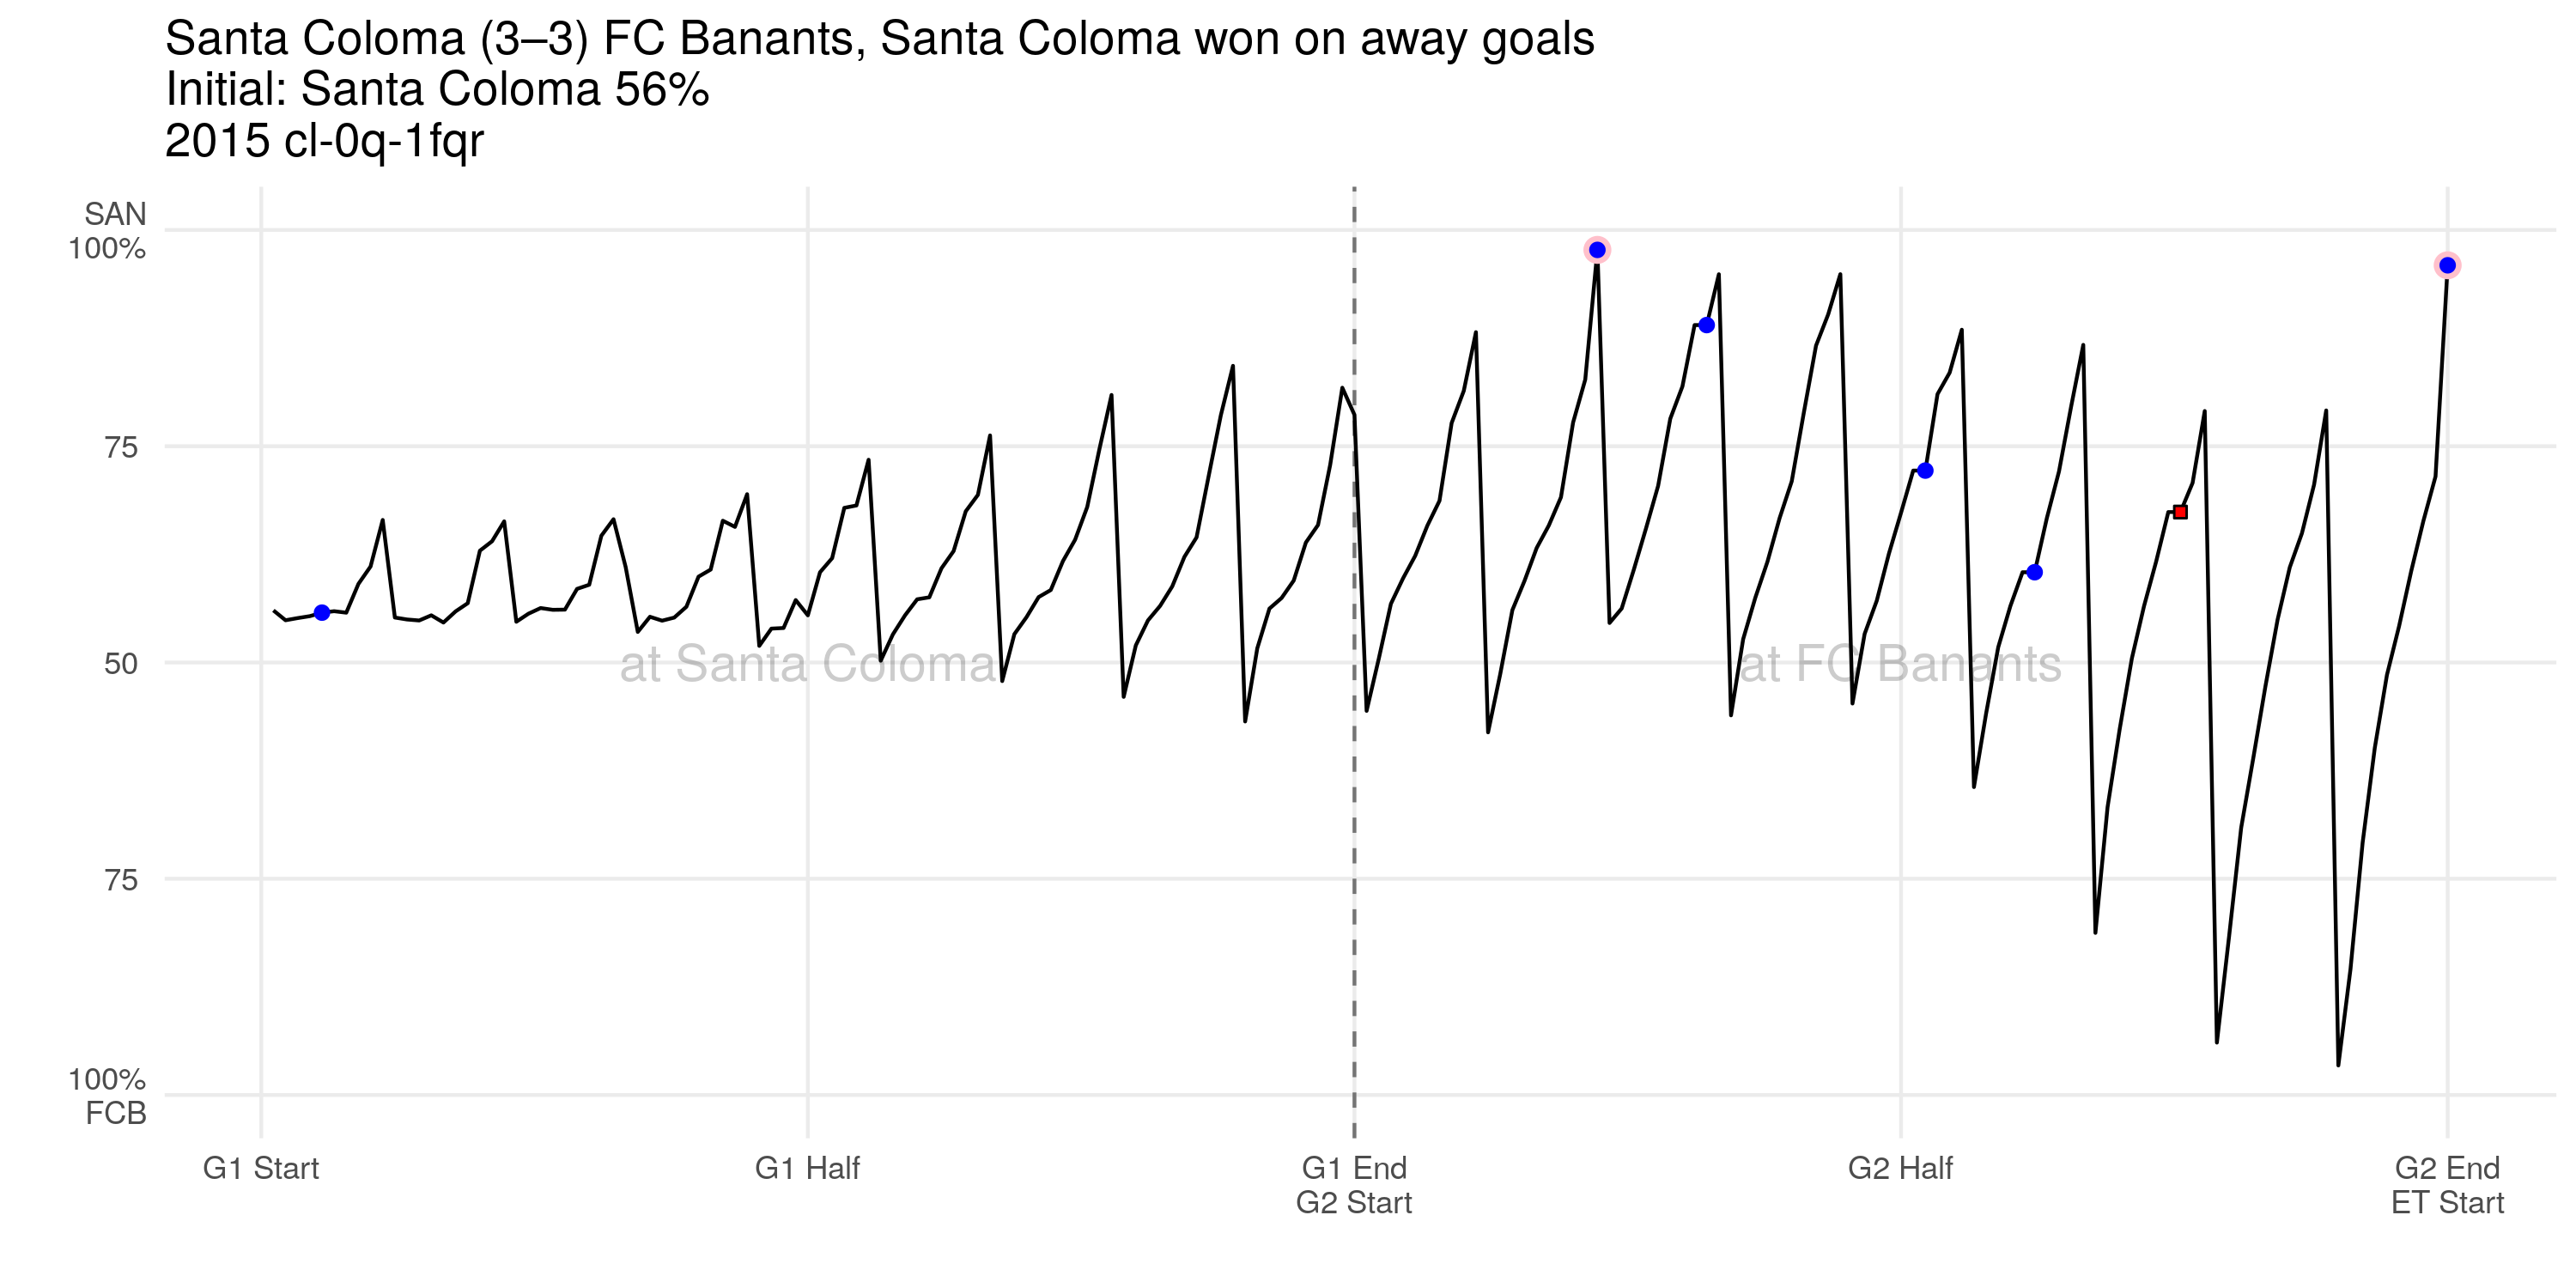 Santa Coloma (3–3) FC Banants, Santa Coloma won on away goals
Initial: Santa Coloma 56%
2015 cl-0q-1fqr
SAN
100%
75
50
75
100%
FCB
at Santa Coloma
at FC Banants
G1 Start
G1 Half
G1 End
G2 Start
G2 Half
G2 End
ET Start